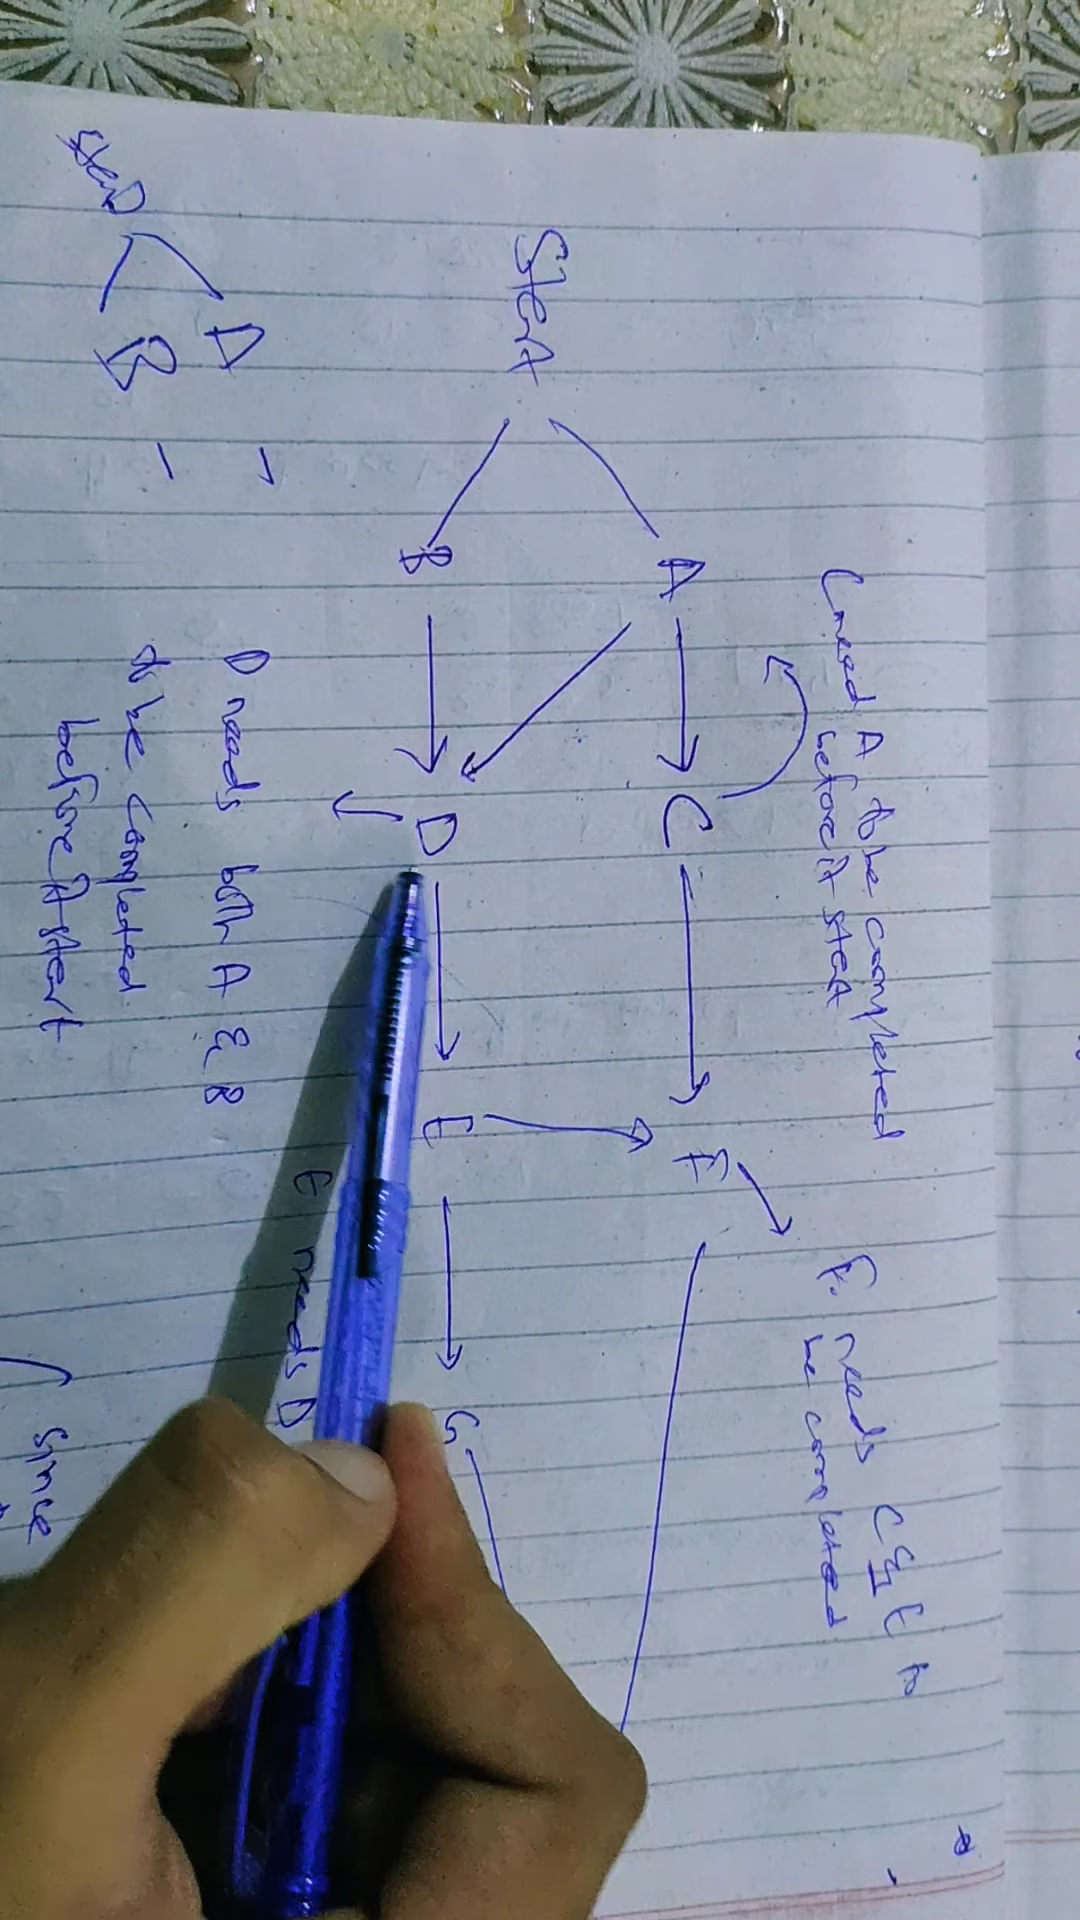 C need A to be completed
before it start
F. needs C & E to
be completed
Start
A
C
F
B
D
E
G
E needs D
D needs both A & B
to be completed
before it start
A -
B -
since